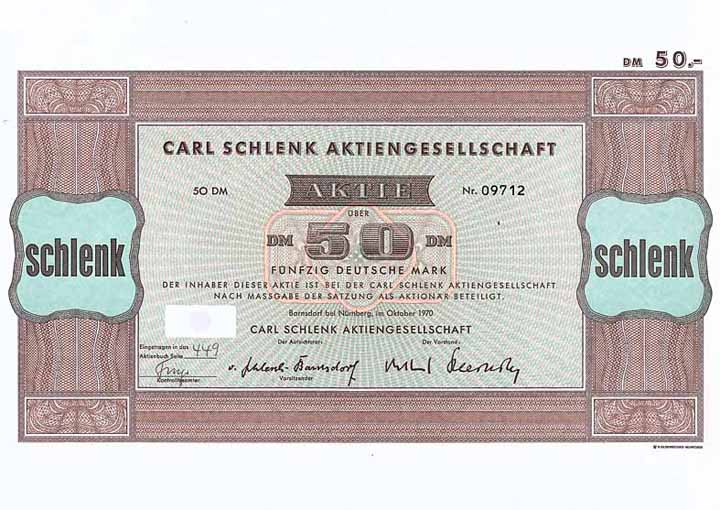 DM 50,-
CARL SCHLENK AKTIENGESELLSCHAFT
50 DM AKTIE Nr. 09712
ÜBER
DM 50 DM
FÜNFZIG DEUTSCHE MARK
schlenk schlenk
DER INHABER DIESER AKTIE IST BEI DER CARL SCHLENK AKTIENGESELLSCHAFT
NACH MASSGABE DER SATZUNG ALS AKTIONÄR BETEILIGT.
Barnsdorf bei Nürnberg, im Oktober 1970
CARL SCHLENK AKTIENGESELLSCHAFT
Der Aufsichtsrat: Der Vorstand:
Eingetragen in das
Aktienbuch Seite 449
v. Schlenk-Barnsdorf
Kontrollbeamter Vorsitzender